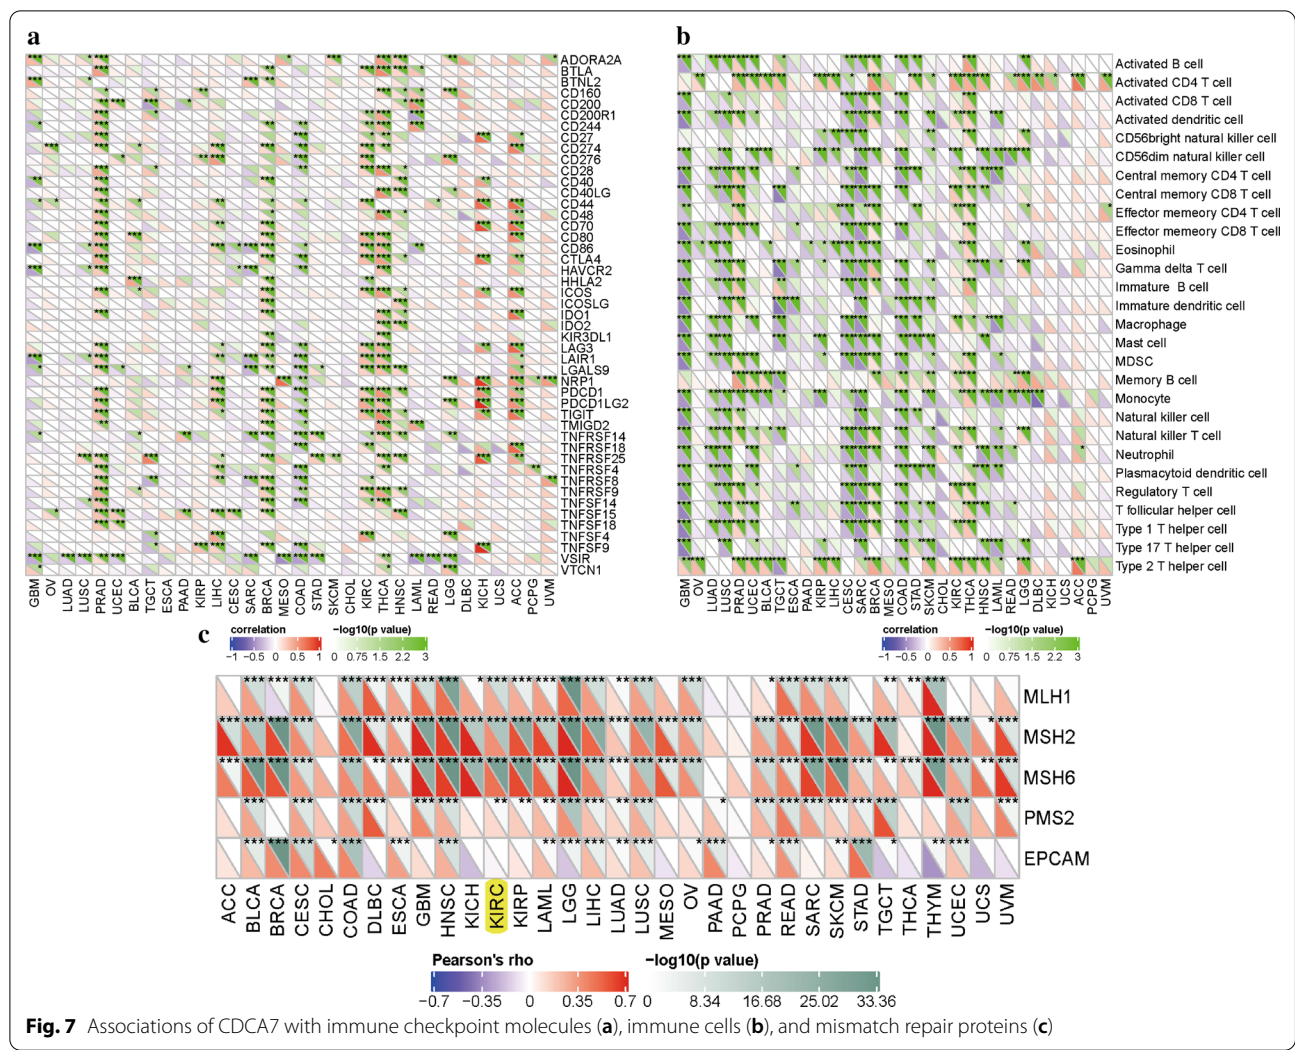 a
ADORA2A
BTLA
BTNL2
CD160
CD200
CD200R1
CD244
CD27
CD274
CD276
CD28
CD40
CD40LG
CD44
CD48
CD70
CD80
CD86
CTLA4
HAVCR2
HHLA2
ICOS
ICOSLG
IDO1
IDO2
KIR3DL1
LAG3
LAIR1
LGALS9
NRP1
PDCD1
PDCD1LG2
TIGIT
TMIGD2
TNFRSF14
TNFRSF18
TNFRSF25
TNFRSF4
TNFRSF8
TNFRSF9
TNFSF14
TNFSF15
TNFSF18
TNFSF4
TNFSF9
VSIR
VTCN1
GBM OV LUAD LUSC PRAD UCEC BLCA TGCT ESCA PAAD KIRP LIHC CESC SARC BRCA MESO COAD STAD SKCM CHOL KIRC THCA HNSC LAML READ LGG DLBC KICH UCS ACC PCPG UVM
correlation
−1 −0.5 0 0.5 1
−log10(p value)
0 0.75 1.5 2.2 3
b
Activated B cell
Activated CD4 T cell
Activated CD8 T cell
Activated dendritic cell
CD56bright natural killer cell
CD56dim natural killer cell
Central memory CD4 T cell
Central memory CD8 T cell
Effector memeory CD4 T cell
Effector memeory CD8 T cell
Eosinophil
Gamma delta T cell
Immature B cell
Immature dendritic cell
Macrophage
Mast cell
MDSC
Memory B cell
Monocyte
Natural killer cell
Natural killer T cell
Neutrophil
Plasmacytoid dendritic cell
Regulatory T cell
T follicular helper cell
Type 1 T helper cell
Type 17 T helper cell
Type 2 T helper cell
GBM OV LUAD LUSC PRAD UCEC BLCA TGCT ESCA PAAD KIRP LIHC CESC SARC BRCA MESO COAD STAD SKCM CHOL KIRC THCA HNSC LAML READ LGG DLBC KICH UCS ACC PCPG UVM
correlation
−1 −0.5 0 0.5 1
−log10(p value)
0 0.75 1.5 2.2 3
c
MLH1
MSH2
MSH6
PMS2
EPCAM
ACC BLCA BRCA CESC CHOL COAD DLBC ESCA GBM HNSC KICH KIRC KIRP LAML LGG LIHC LUAD LUSC MESO OV PAAD PCPG PRAD READ SARC SKCM STAD TGCT THCA THYM UCEC UCS UVM
Pearson's rho
−0.7 −0.35 0 0.35 0.7
−log10(p value)
0 8.34 16.68 25.02 33.36
Fig. 7 Associations of CDCA7 with immune checkpoint molecules (a), immune cells (b), and mismatch repair proteins (c)